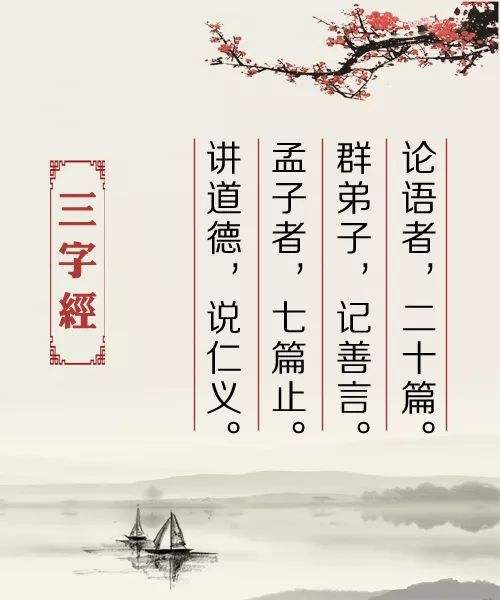 论语者，二十篇。
群弟子，记善言。
孟子者，七篇止。
讲道德，说仁义。
三字經